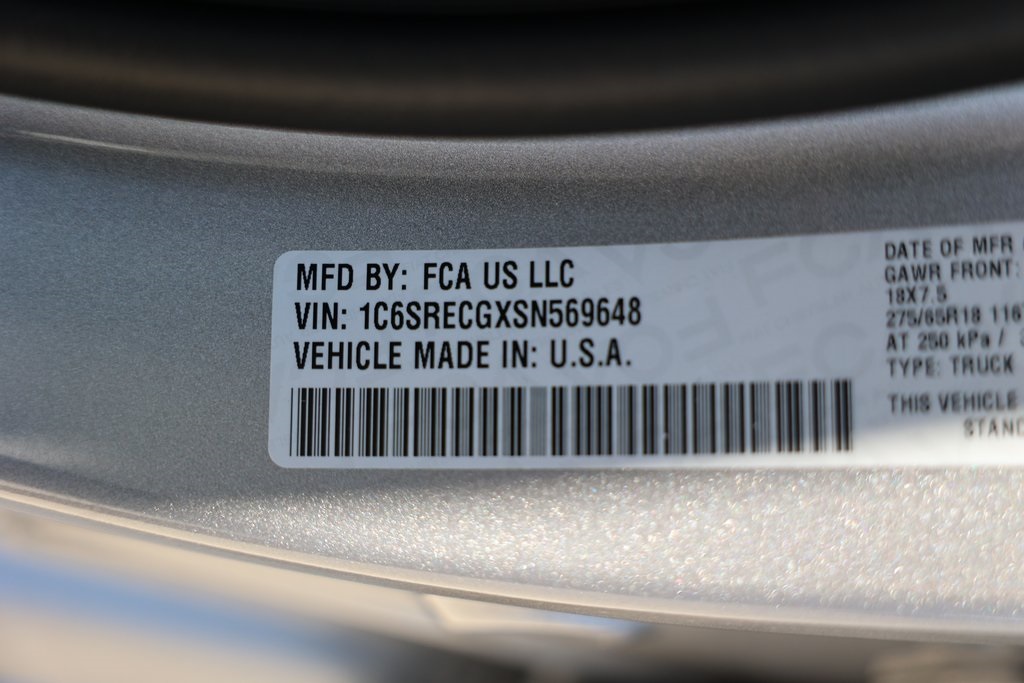 MFD BY: FCA US LLC
VIN: 1C6SRECGXSN569648
VEHICLE MADE IN: U.S.A.
DATE OF MFR
GAWR FRONT:
18X7.5
275/65R18 116
AT 250 kPa /
TYPE: TRUCK
THIS VEHICLE
STAND